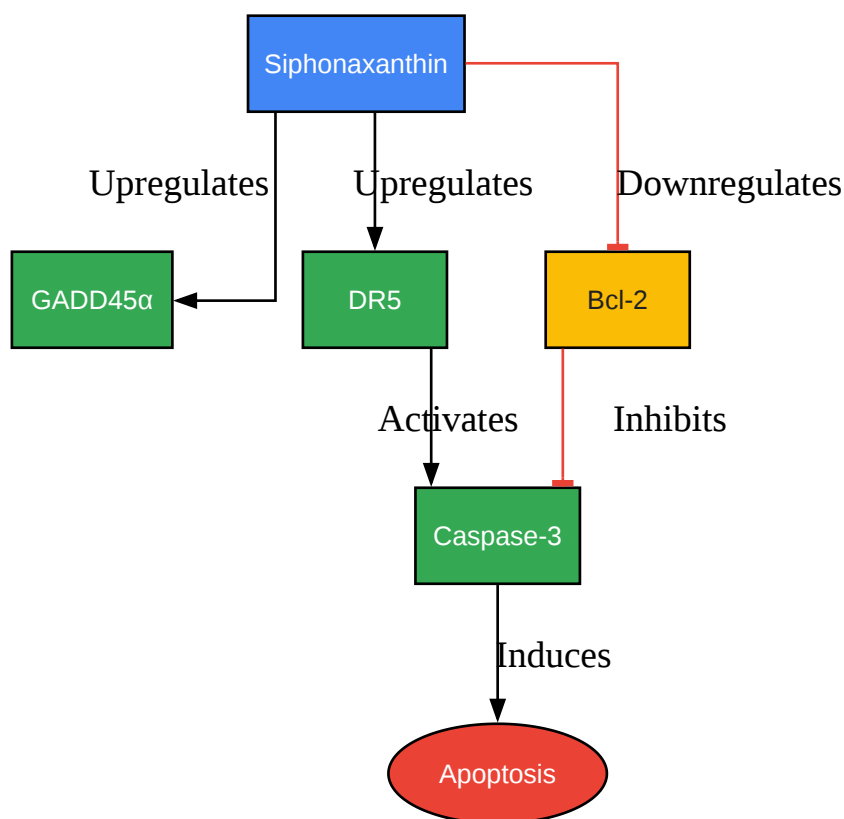 Siphonaxanthin
Upregulates
Upregulates
Downregulates
GADD45α
DR5
Bcl-2
Activates
Inhibits
Caspase-3
Induces
Apoptosis